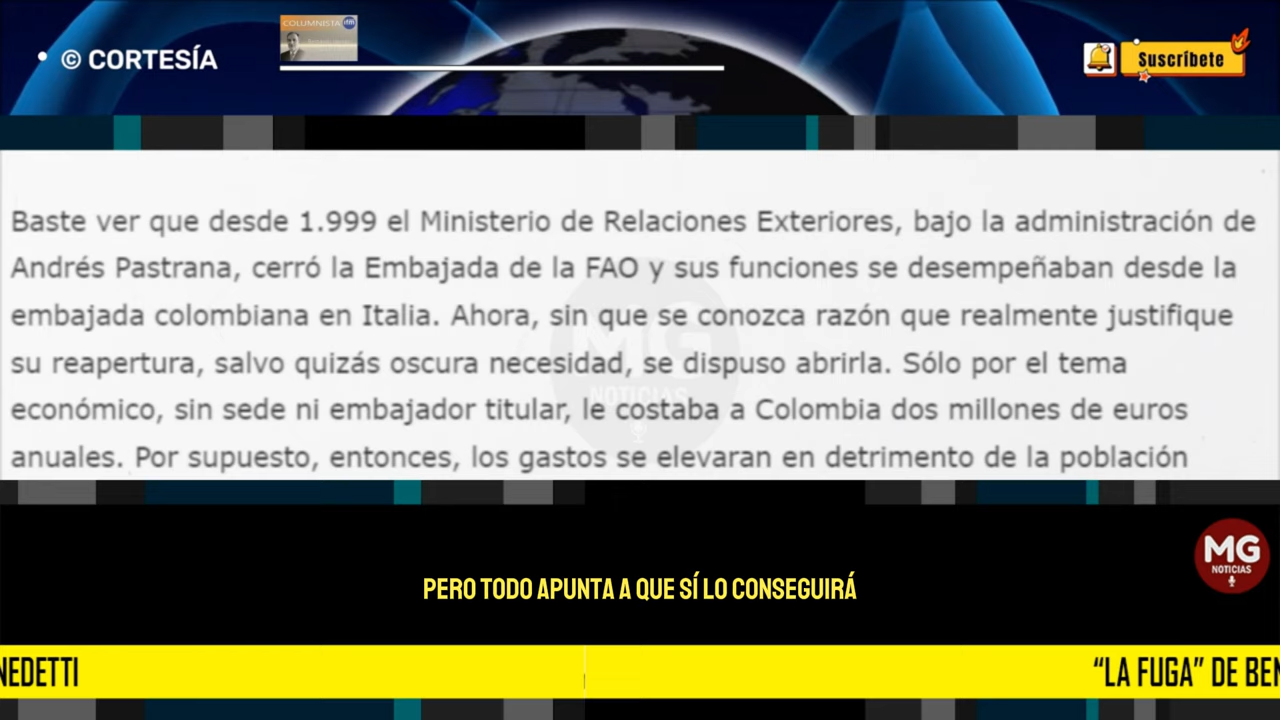 © CORTESÍA
COLUMNISTA ifm
Suscríbete
Baste ver que desde 1.999 el Ministerio de Relaciones Exteriores, bajo la administración de
Andrés Pastrana, cerró la Embajada de la FAO y sus funciones se desempeñaban desde la
embajada colombiana en Italia. Ahora, sin que se conozca razón que realmente justifique
su reapertura, salvo quizás oscura necesidad, se dispuso abrirla. Sólo por el tema
económico, sin sede ni embajador titular, le costaba a Colombia dos millones de euros
anuales. Por supuesto, entonces, los gastos se elevaran en detrimento de la población
MG
NOTICIAS
MG
NOTICIAS
PERO TODO APUNTA A QUE SÍ LO CONSEGUIRÁ
NEDETTI “LA FUGA” DE BEN